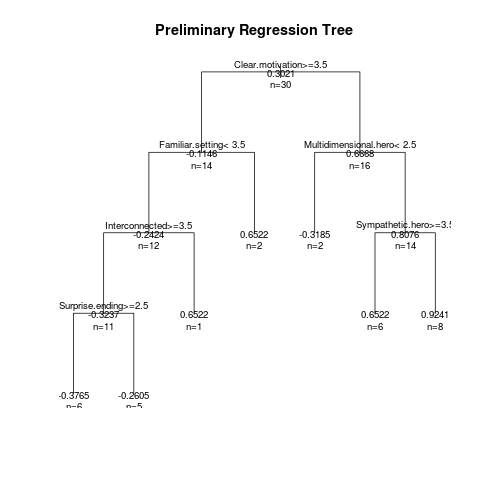 Preliminary Regression Tree
Clear.motivation>=3.5
0.3021
n=30
Familiar.setting< 3.5
-0.1146
n=14
Multidimensional.hero< 2.5
0.6668
n=16
Interconnected>=3.5
-0.2424
n=12
0.6522
n=2
-0.3185
n=2
Sympathetic.hero>=3.5
0.8076
n=14
Surprise.ending>=2.5
-0.3237
n=11
0.6522
n=1
0.6522
n=6
0.9241
n=8
-0.3765
n=6
-0.2605
n=5